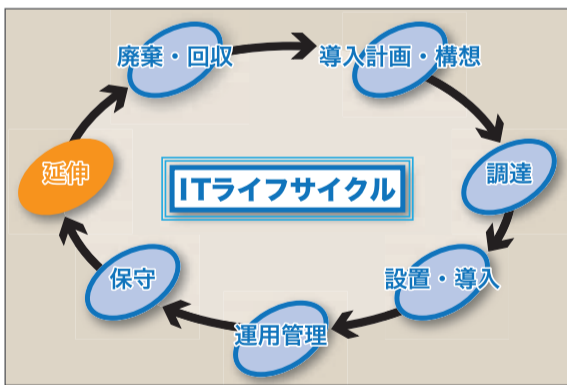 廃棄・回収
導入計画・構想
延伸
ITライフサイクル
調達
保守
設置・導入
運用管理